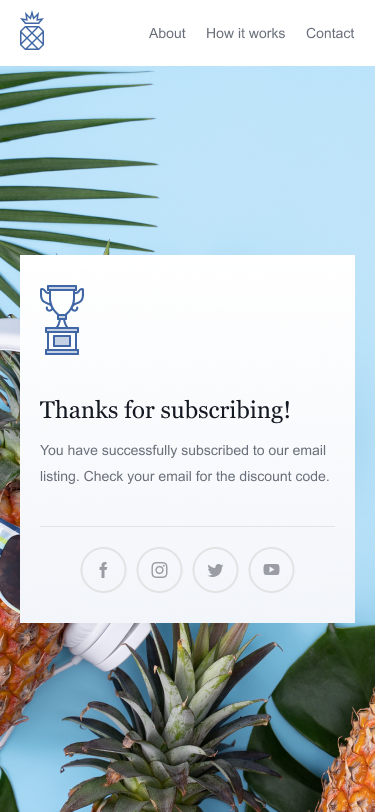 About How it works Contact
Thanks for subscribing!
You have successfully subscribed to our email
listing. Check your email for the discount code.